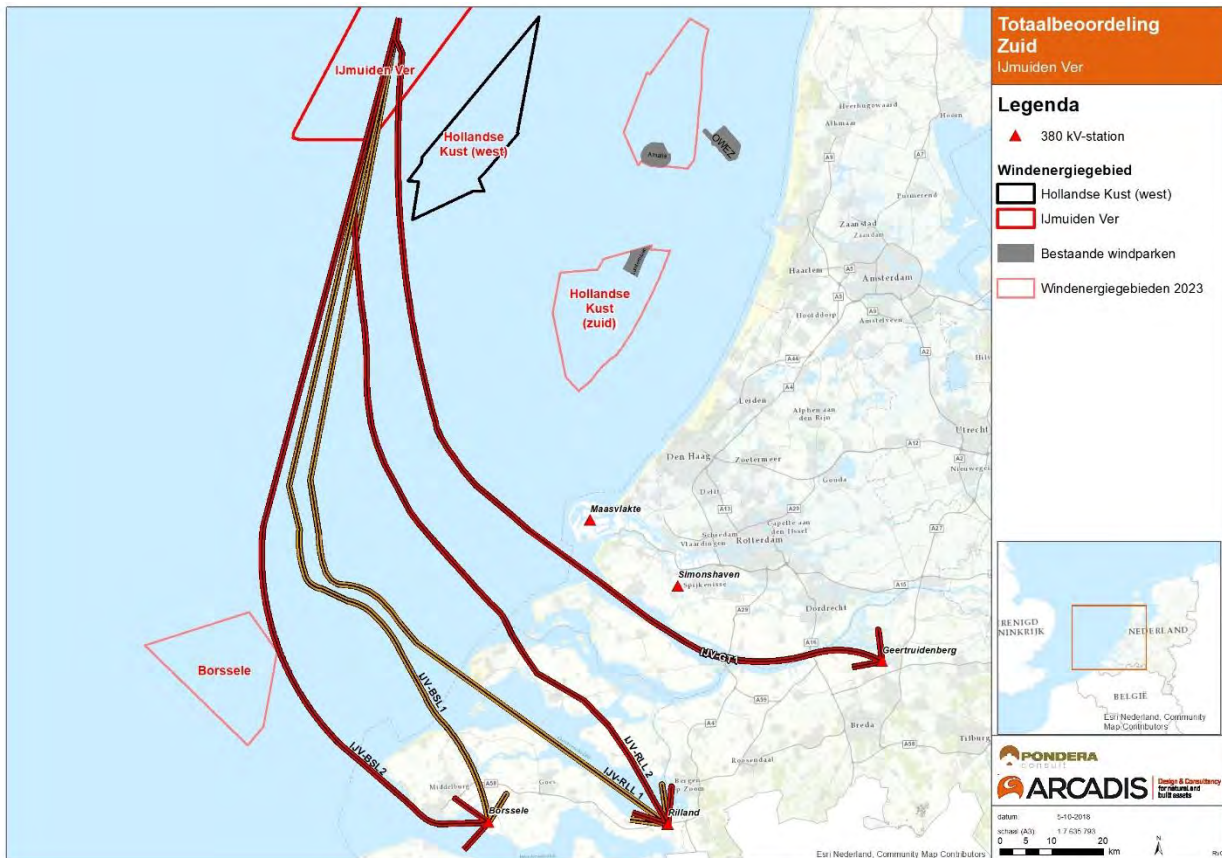 Totaalbeoordeling
Zuid
IJmuiden Ver
Legenda
380 kV-station
Windenergiegebied
Hollandse Kust (west)
IJmuiden Ver
Bestaande windparken
Windenergiegebieden 2023
IJmuiden Ver
Hollandse
Kust (west)
OWEZ
Hollandse
Kust
(zuid)
Borssele
Heerhugowaard
Alkmaar
Hoorn
Purmerend
Zaanstad
Zaandam
Haarlem
Amsterdam
Hoofddorp
Amstelveen
Leiden
Alphen aan
den Rijn
Utrecht
Nieuwegein
Den Haag
Zoetermeer
Gouda
Delft
Maasvlakte
Schiedam
Vlaardingen
Capelle aan
den IJssel
Rotterdam
Simonshaven
Spijkenisse
Dordrecht
Geertruidenberg
IJV-GT1
Breda
Tilburg
Roosendaal
Bergen
op Zoom
IJV-BSL1
IJV-BSL2
IJV-RLL 1
IJV-RLL 2
Middelburg
Goes
Borssele
Rilland
Esri Nederland, Community Map Contributors
NEDERLAND
BELGIË
Esri Nederland, Community
Map Contributors
PONDERA
consult
ARCADIS
Design & Consultancy
for natural and
built assets
datum
5-10-2018
schaal (A3)
1:7.635.793
0 5 10 20
km
N